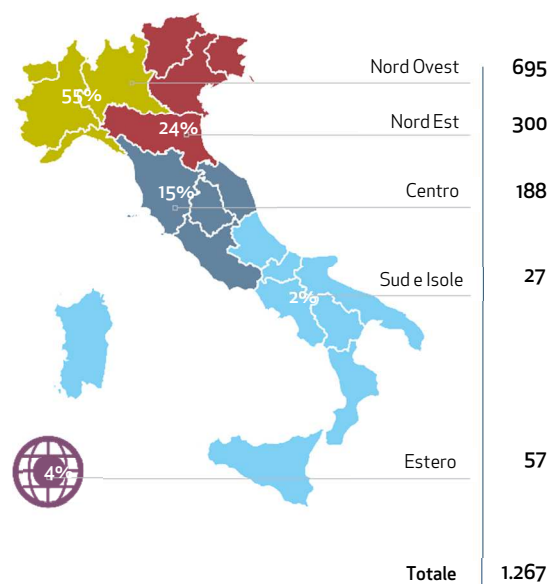 Nord Ovest 695
55%
Nord Est 300
24%
Centro 188
15%
Sud e Isole 27
2%
Estero 57
4%
Totale 1.267